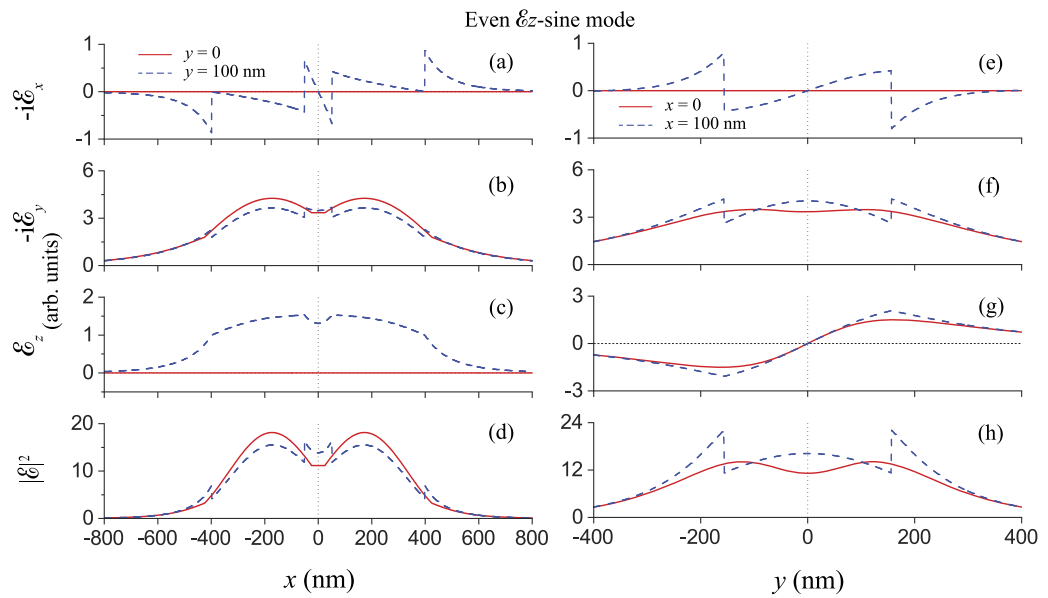 Even ℰz-sine mode
1
0
-1
-iℰx
y = 0
y = 100 nm
(a)
6
3
0
-iℰy
(b)
2
1
0
ℰz (arb. units)
(c)
20
10
0
|ℰ|²
(d)
-800 -600 -400 -200 0 200 400 600 800
x (nm)
1
0
-1
x = 0
x = 100 nm
(e)
6
3
0
(f)
3
0
-3
(g)
24
12
0
(h)
-400 -200 0 200 400
y (nm)